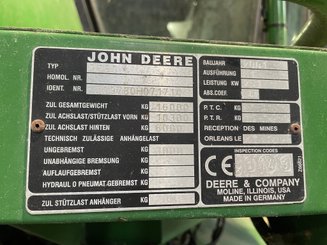 JOHN DEERE
TYP
HOMOL. NR.
IDENT. NR.
ZUL GESAMTGEWICHT KG
ZUL ACHSLAST/STÜTZLAST VORN KG
ZUL ACHSLAST HINTEN KG
TECHNISCH ZULÄSSIGE ANHÄNGELAST
UNGEBREMST KG
UNABHÄNGIGE BREMSUNG KG
AUFLAUFGEBREMST KG
HYDRAUL O PNEUMAT.GEBREMST KG
ZUL STÜTZLAST ANHÄNGER KG
BAUJAHR
AUSFÜHRUNG
LEISTUNG KW
ABS.COEF.
P. T. C. KG
P. T. R. KG
RECEPTION DES MINES
ORLEANS LE
CE
INSPECTION CODES
DEERE & COMPANY
MOLINE, ILLINOIS, USA
MADE IN GERMANY